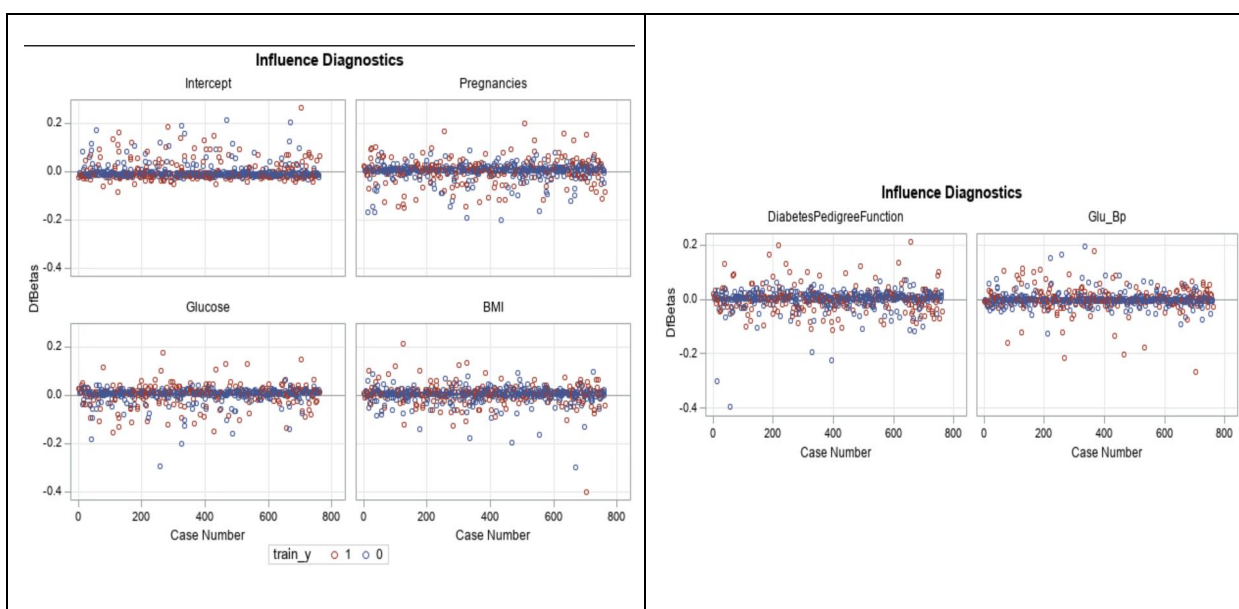 Influence Diagnostics
Intercept
Pregnancies
0.2
0.0
-0.2
-0.4
DfBetas
Glucose
BMI
0.2
0.0
-0.2
-0.4
0 200 400 600 800
0 200 400 600 800
Case Number
Case Number
train_y 1 0
Influence Diagnostics
DiabetesPedigreeFunction
Glu_Bp
0.2
0.0
-0.2
-0.4
DfBetas
0 200 400 600 800
0 200 400 600 800
Case Number
Case Number